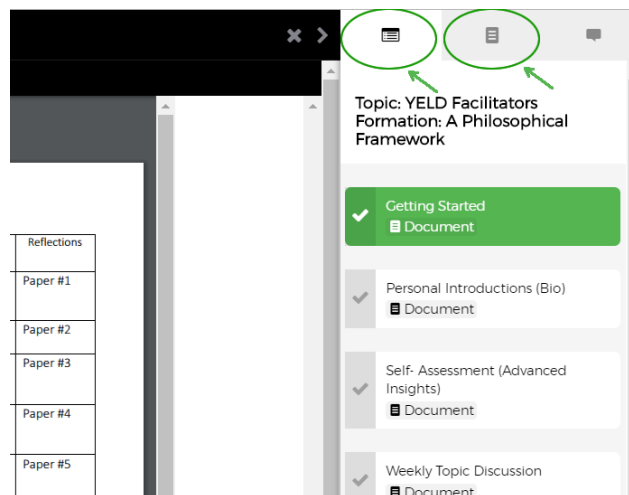 Topic: YELD Facilitators
Formation: A Philosophical
Framework
Getting Started
Document
Personal Introductions (Bio)
Document
Self- Assessment (Advanced
Insights)
Document
Weekly Topic Discussion
Document
Reflections
Paper #1
Paper #2
Paper #3
Paper #4
Paper #5